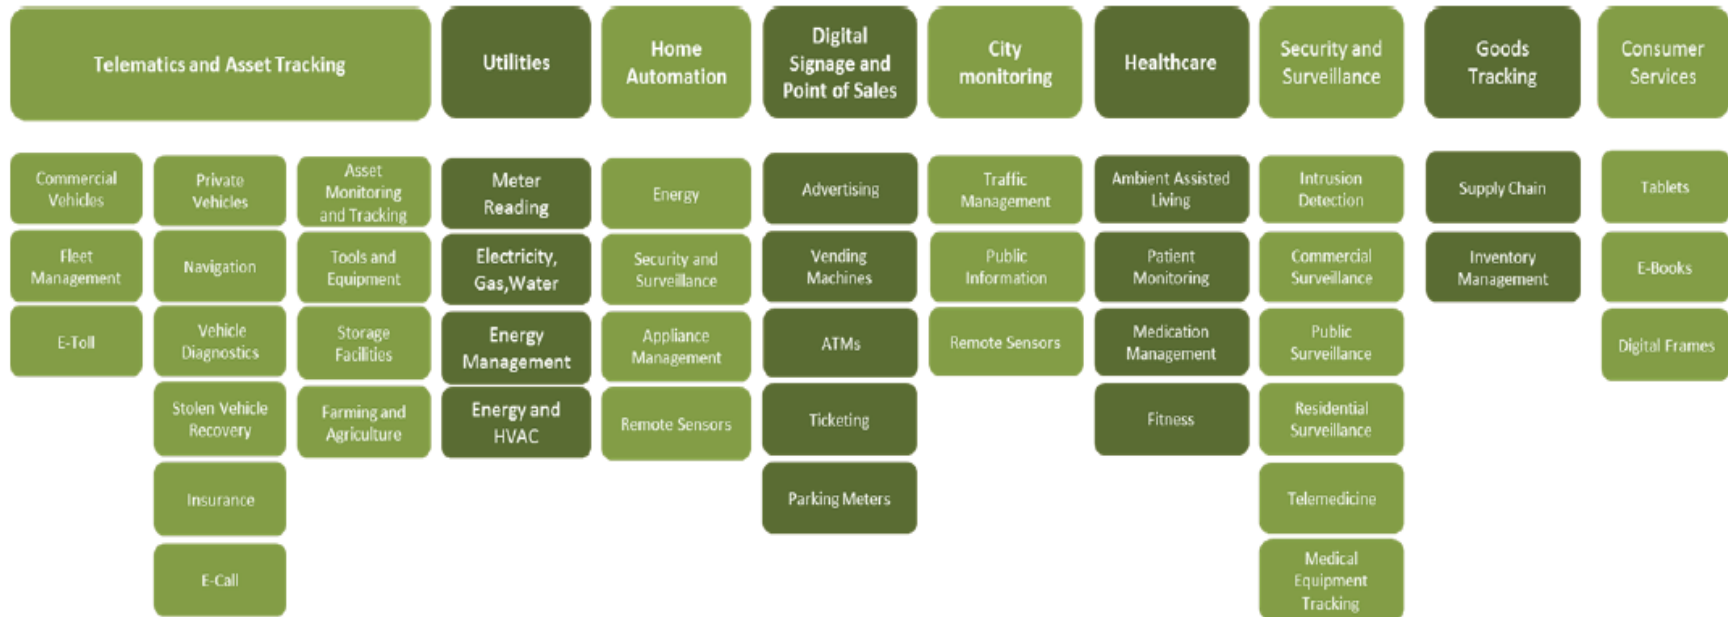 Telematics and Asset Tracking
Utilities
Home
Automation
Digital
Signage and
Point of Sales
City
monitoring
Healthcare
Security and
Surveillance
Goods
Tracking
Consumer
Services
Commercial
Vehicles
Fleet
Management
E-Toll
Private
Vehicles
Navigation
Vehicle
Diagnostics
Stolen Vehicle
Recovery
Insurance
E-Call
Asset
Monitoring
and Tracking
Tools and
Equipment
Storage
Facilities
Farming and
Agriculture
Meter
Reading
Electricity,
Gas,Water
Energy
Management
Energy and
HVAC
Energy
Security and
Surveillance
Appliance
Management
Remote Sensors
Advertising
Vending
Machines
ATMs
Ticketing
Parking Meters
Traffic
Management
Public
Information
Remote Sensors
Ambient Assisted
Living
Patient
Monitoring
Medication
Management
Fitness
Intrusion
Detection
Commercial
Surveillance
Public
Surveillance
Residential
Surveillance
Telemedicine
Medical
Equipment
Tracking
Supply Chain
Inventory
Management
Tablets
E-Books
Digital Frames